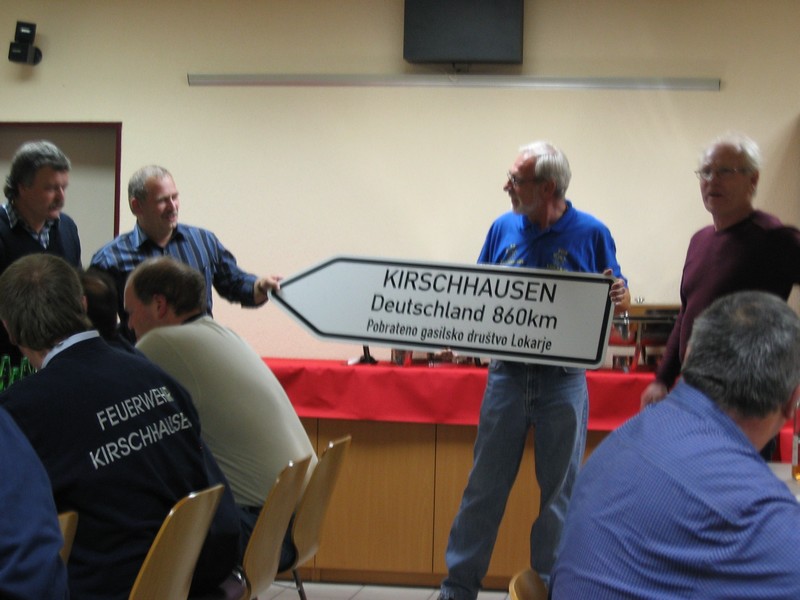 KIRSCHHAUSEN
Deutschland 860km
Pobrateno gasilsko društvo Lokarje
FEUERWEHR
KIRSCHHAUSEN